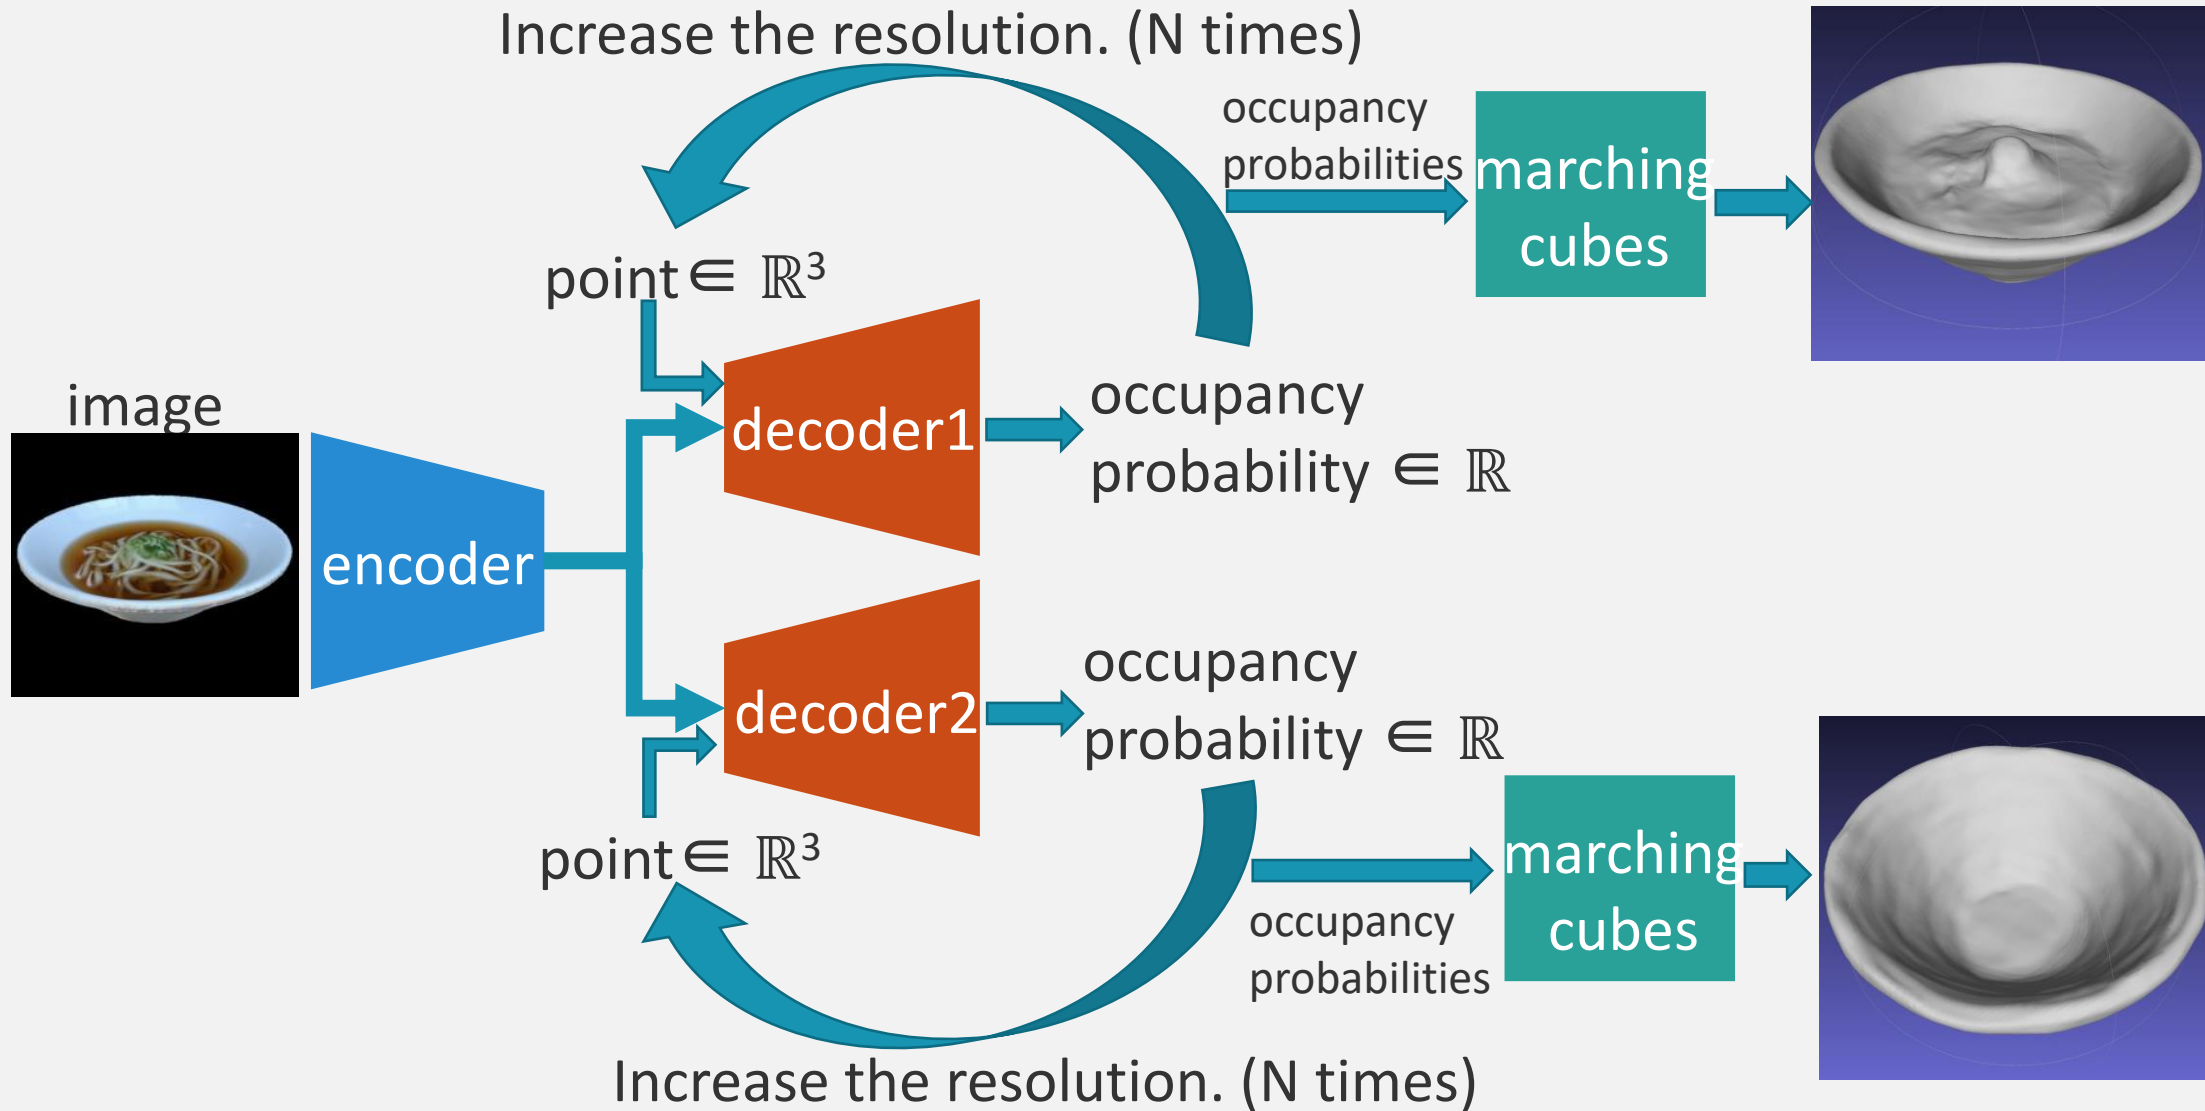 Increase the resolution. (N times)
occupancy
probabilities
marching
cubes
point ∈ ℝ³
image
encoder
decoder1
occupancy
probability ∈ ℝ
decoder2
occupancy
probability ∈ ℝ
point ∈ ℝ³
marching
cubes
occupancy
probabilities
Increase the resolution. (N times)